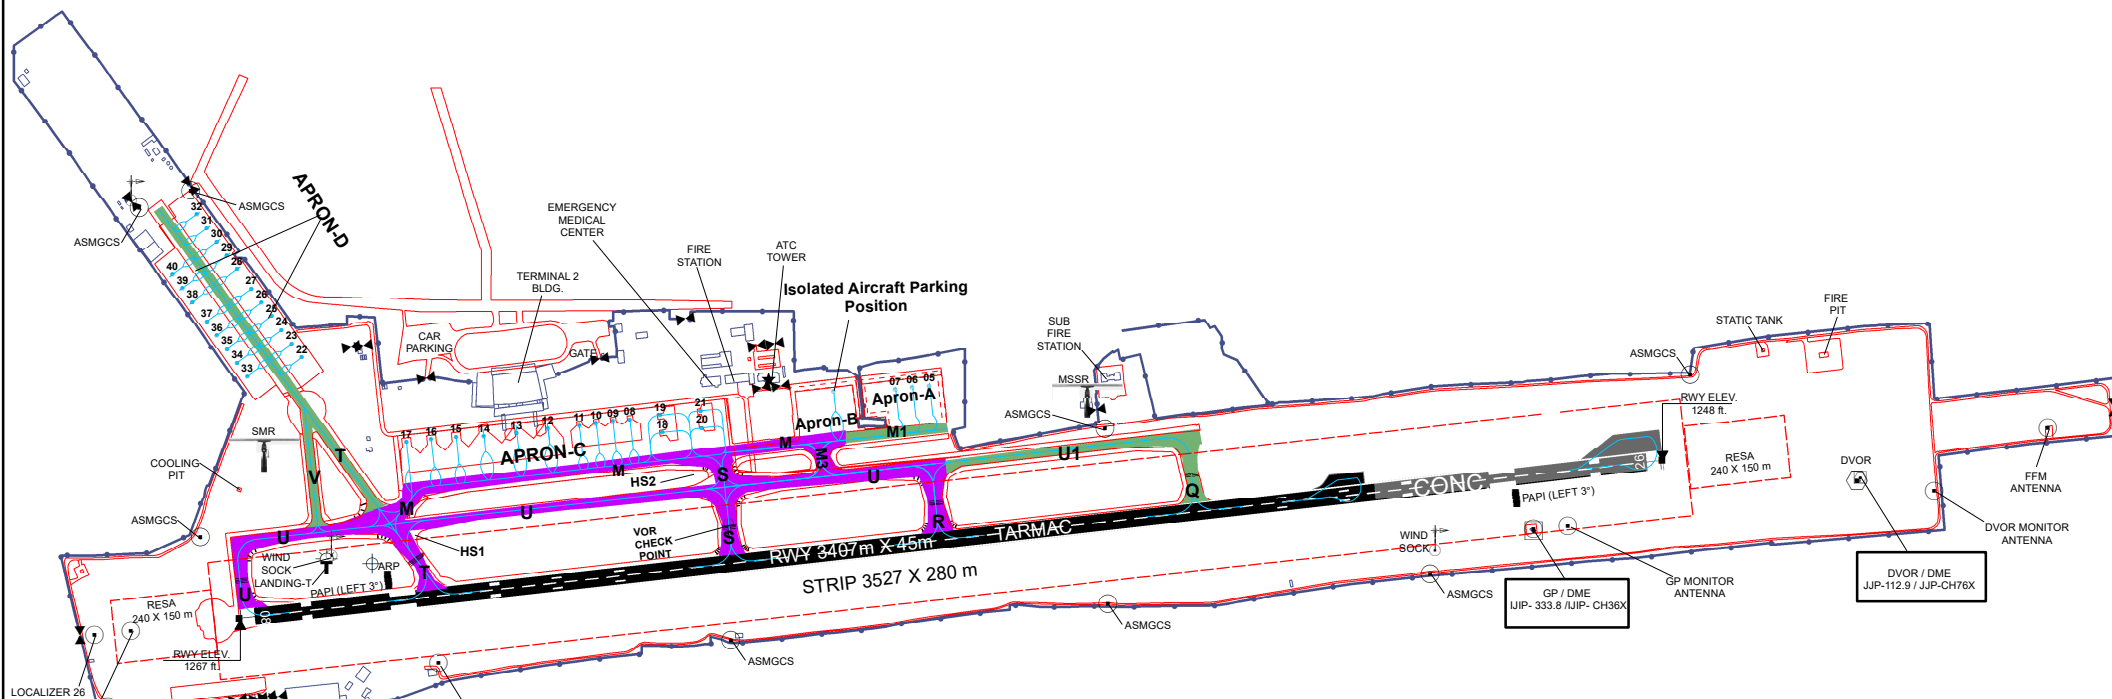 APRON-D
ASMGCS
ASMGCS
32
31
30
29
28
27
26
25
24
23
22
40
39
38
37
36
35
34
33
EMERGENCY
MEDICAL
CENTER
FIRE
STATION
ATC
TOWER
TERMINAL 2
BLDG.
Isolated Aircraft Parking
Position
CAR
PARKING
GATE
SUB
FIRE
STATION
MSSR
ASMGCS
STATIC TANK
FIRE
PIT
ASMGCS
RWY ELEV.
1248 ft.
07
06
05
Apron-A
Apron-B
M1
M
M3
21
20
19
18
17
16
15
14
13
12
11
10
09
08
APRON-C
M
HS2
S
U
U1
Q
R
S
U
M
T
V
SMR
COOLING
PIT
ASMGCS
U
U
T
HS1
WIND
SOCK
LANDING-T
ARP
PAPI (LEFT 3°)
VOR
CHECK
POINT
RWY 3407m X 45m
TARMAC
CONC
26
PAPI (LEFT 3°)
STRIP 3527 X 280 m
RESA
240 X 150 m
RESA
240 X 150 m
RWY ELEV.
1267 ft.
LOCALIZER 26
ASMGCS
ASMGCS
ASMGCS
WIND
SOCK
GP / DME
IJIP- 333.8 /IJIP- CH36X
GP MONITOR
ANTENNA
DVOR
DVOR / DME
JJP-112.9 / JJP-CH76X
DVOR MONITOR
ANTENNA
FFM
ANTENNA